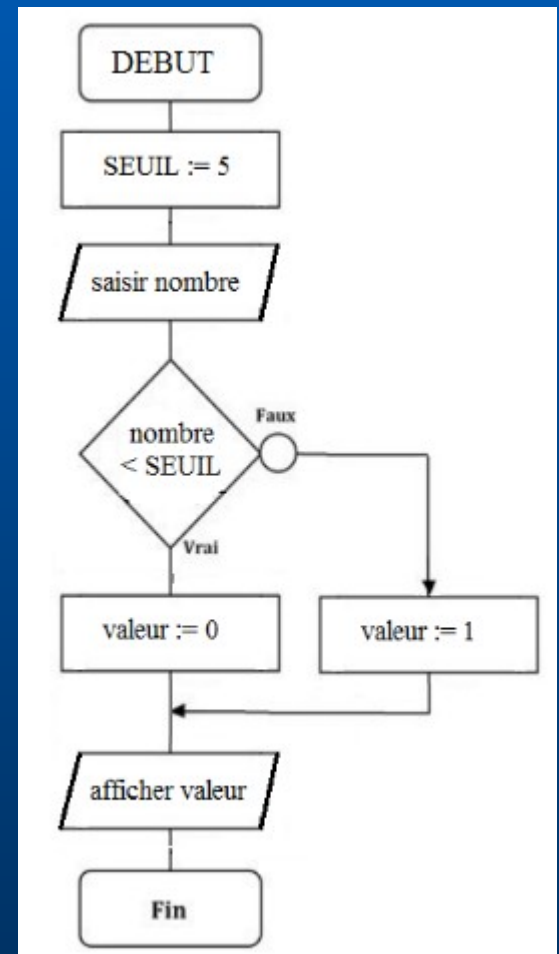 DEBUT
SEUIL := 5
saisir nombre
nombre
< SEUIL
Faux
Vrai
valeur := 0
valeur := 1
afficher valeur
Fin